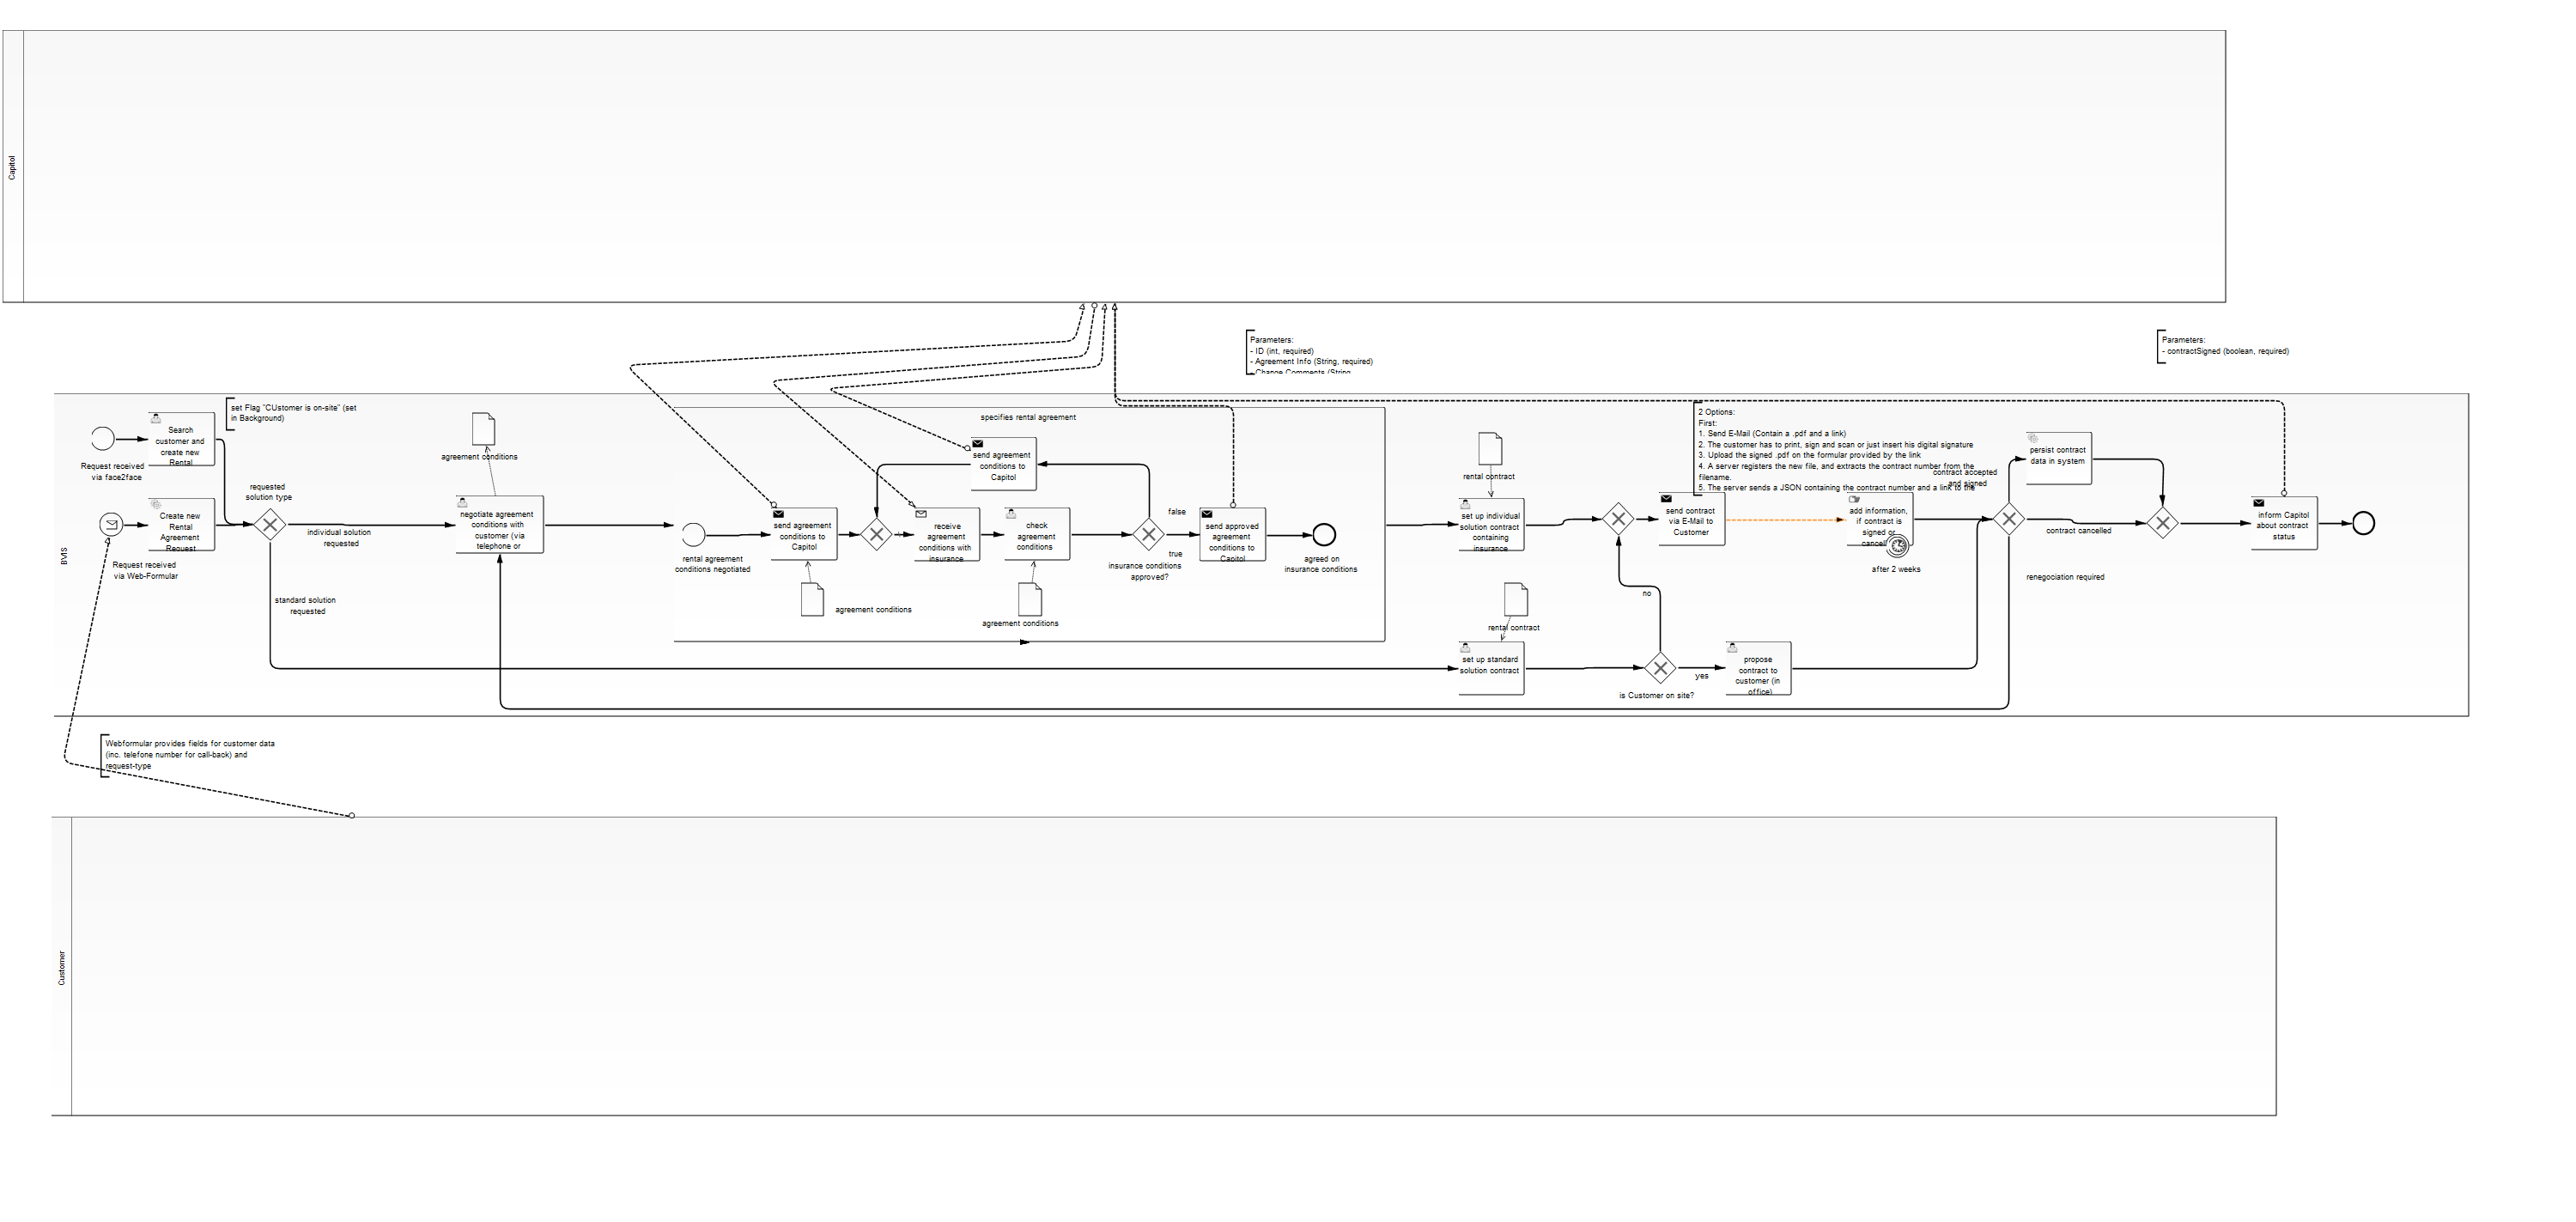 Capitol
Parameters:
- ID (int, required)
- Agreement Info (String, required)
- Change Comments (String,
Parameters:
- contractSigned (boolean, required)
BVIS
Search
customer and
create new
Rental
set Flag "CUstomer is on-site" (set
in Background)
Request received
via face2face
Create new
Rental
Agreement
Request
Request received
via Web-Formular
requested
solution type
individual solution
requested
standard solution
requested
agreement conditions
negotiate agreement
conditions with
customer (via
telephone or
specifies rental agreement
rental agreement
conditions negotiated
send agreement
conditions to
Capitol
agreement conditions
send agreement
conditions to
Capitol
receive
agreement
conditions with
insurance
check
agreement
conditions
agreement conditions
false
true
insurance conditions
approved?
send approved
agreement
conditions to
Capitol
agreed on
insurance conditions
rental contract
set up individual
solution contract
containing
insurance
rental contract
set up standard
solution contract
no
yes
is Customer on site?
propose
contract to
customer (in
office)
send contract
via E-Mail to
Customer
2 Options:
First:
1. Send E-Mail (Contain a .pdf and a link)
2. The customer has to print, sign and scan or just insert his digital signature
3. Upload the signed .pdf on the formular provided by the link
4. A server registers the new file, and extracts the contract number from the
filename.
5. The server sends a JSON containing the contract number and a link to the
add information,
if contract is
signed or
cancell
after 2 weeks
contract accepted
and signed
persist contract
data in system
contract cancelled
renegociation required
inform Capitol
about contract
status
Webformular provides fields for customer data
(inc. telefone number for call-back) and
request-type
Customer